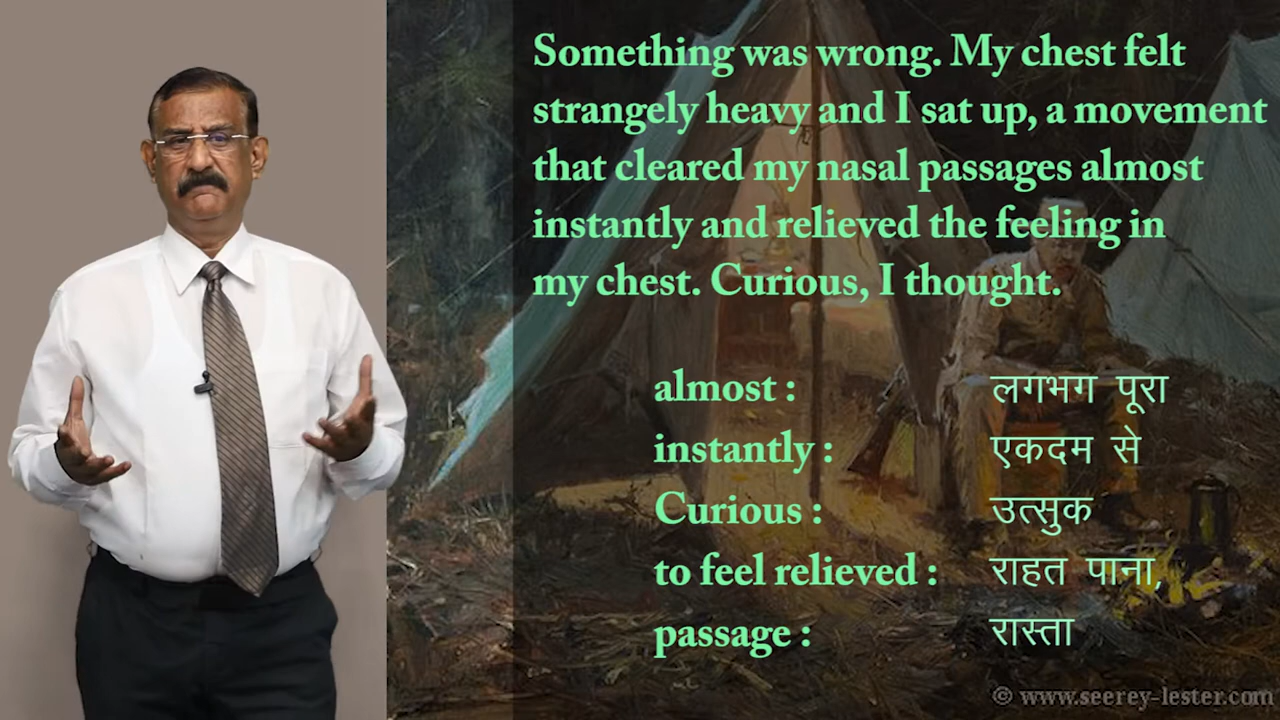 Something was wrong. My chest felt
strangely heavy and I sat up, a movement
that cleared my nasal passages almost
instantly and relieved the feeling in
my chest. Curious, I thought.
almost : लगभग पूरा
instantly : एकदम से
Curious : उत्सुक
to feel relieved : राहत पाना,
passage : रास्ता
© www.seerey-lester.com